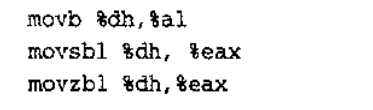 movb %dh,%al
movsbl %dh, %eax
movzbl %dh,%eax